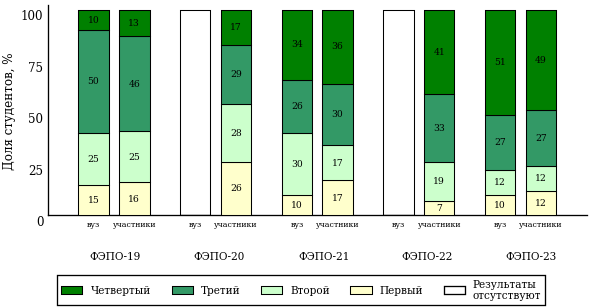 Доля студентов, %
100
75
50
25
0
10 13 17 34 36 41 51 49
50 46 29 26 30 33 27 27
25 25 28 30 17 19 12 12
15 16 26 10 17 7 10 12
вуз участники вуз участники вуз участники вуз участники вуз участники
ФЭПО-19 ФЭПО-20 ФЭПО-21 ФЭПО-22 ФЭПО-23
Четвертый Третий Второй Первый Результаты
отсутствуют